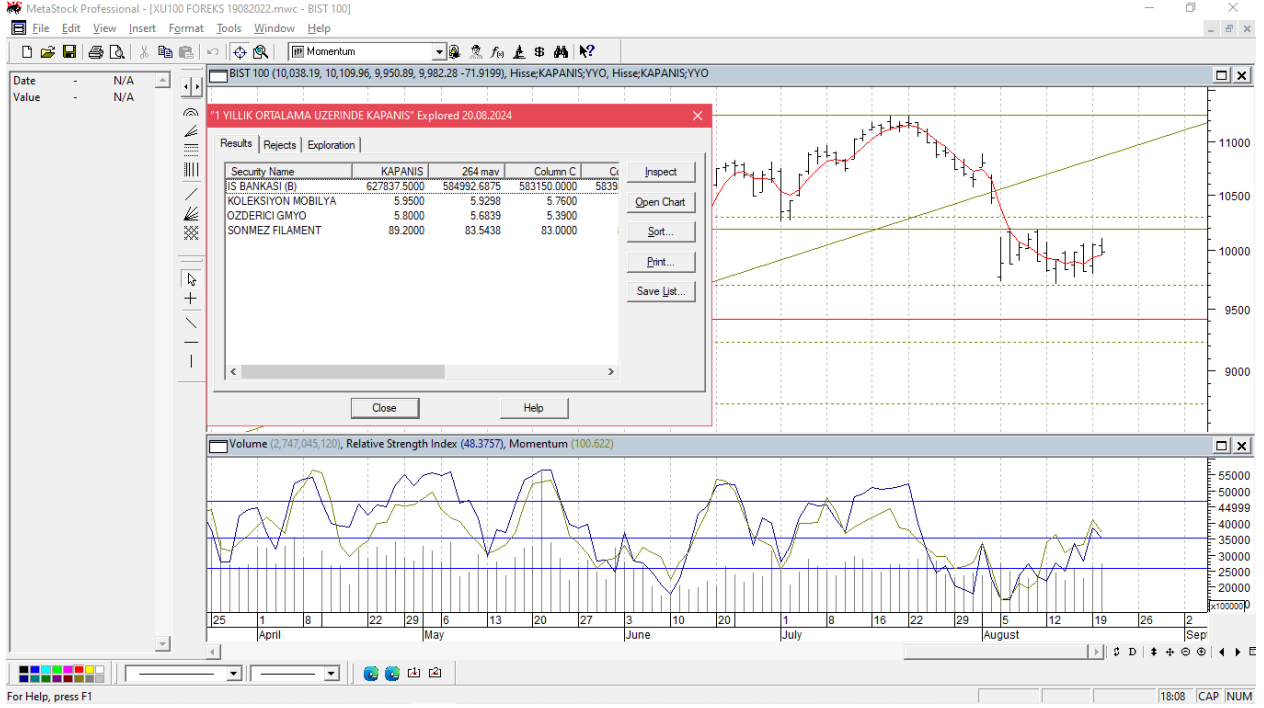 MetaStock Professional - [XU100 FOREKS 19082022.mwc - BIST 100]
File Edit View Insert Format Tools Window Help
Momentum
Date - N/A
Value - N/A
BIST 100 (10,038.19, 10,109.96, 9,950.89, 9,982.28 -71.9199), Hisse;KAPANIS;YYO, Hisse;KAPANIS;YYO
"1 YILLIK ORTALAMA UZERINDE KAPANIS" Explored 20.08.2024
Results Rejects Exploration
Security Name KAPANIS 264 mav Column C
IS BANKASI (B) 627837.5000 584992.6875 583150.0000 5839
KOLEKSIYON MOBILYA 5.9500 5.9298 5.7600
OZDERICI GMYO 5.8000 5.6839 5.3900
SONMEZ FILAMENT 89.2000 83.5438 83.0000
Inspect
Open Chart
Sort...
Print...
Save List...
Close Help
11000
10500
10000
9500
9000
Volume (2,747,045,120), Relative Strength Index (48.3757), Momentum (100.622)
55000
50000
44999
40000
35000
30000
25000
20000
x100000
25 1 8 22 29 6 13 20 27 3 10 20 1 8 16 22 29 5 12 19 26 2
April May June July August Sep
For Help, press F1
18:08 CAP NUM